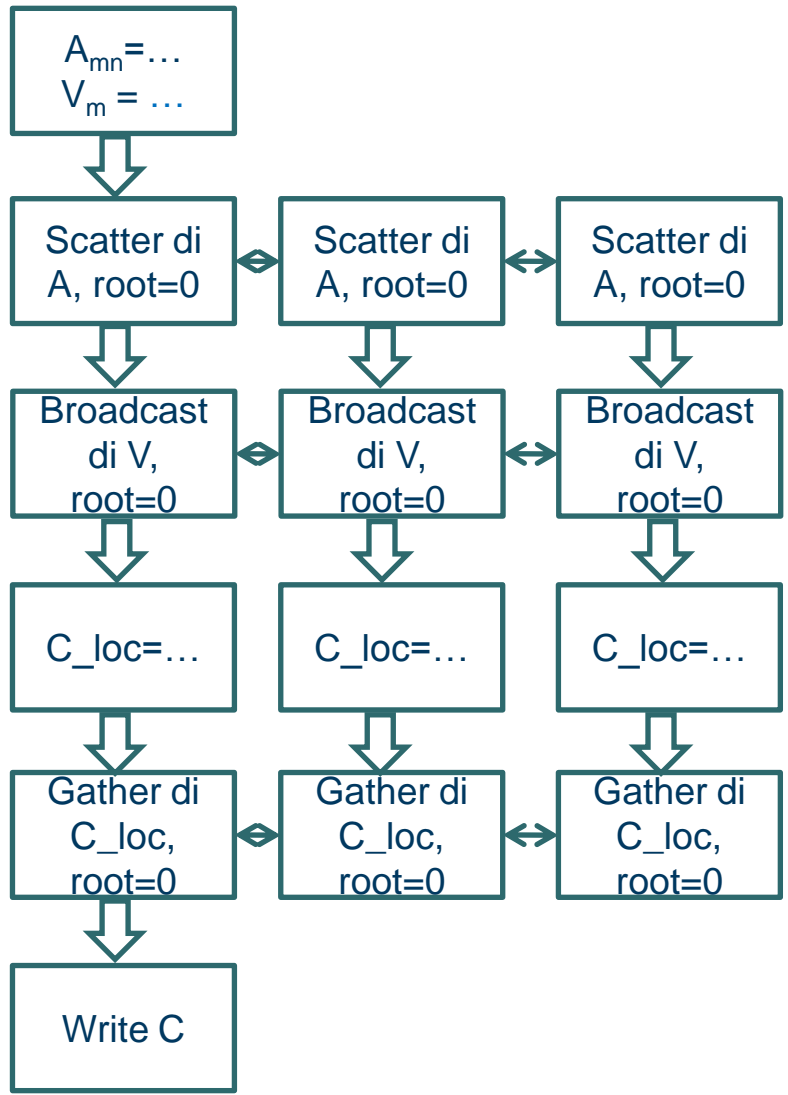 Aₘₙ=…
Vₘ = …
Scatter di
A, root=0
Scatter di
A, root=0
Scatter di
A, root=0
Broadcast
di V,
root=0
Broadcast
di V,
root=0
Broadcast
di V,
root=0
C_loc=…
C_loc=…
C_loc=…
Gather di
C_loc,
root=0
Gather di
C_loc,
root=0
Gather di
C_loc,
root=0
Write C